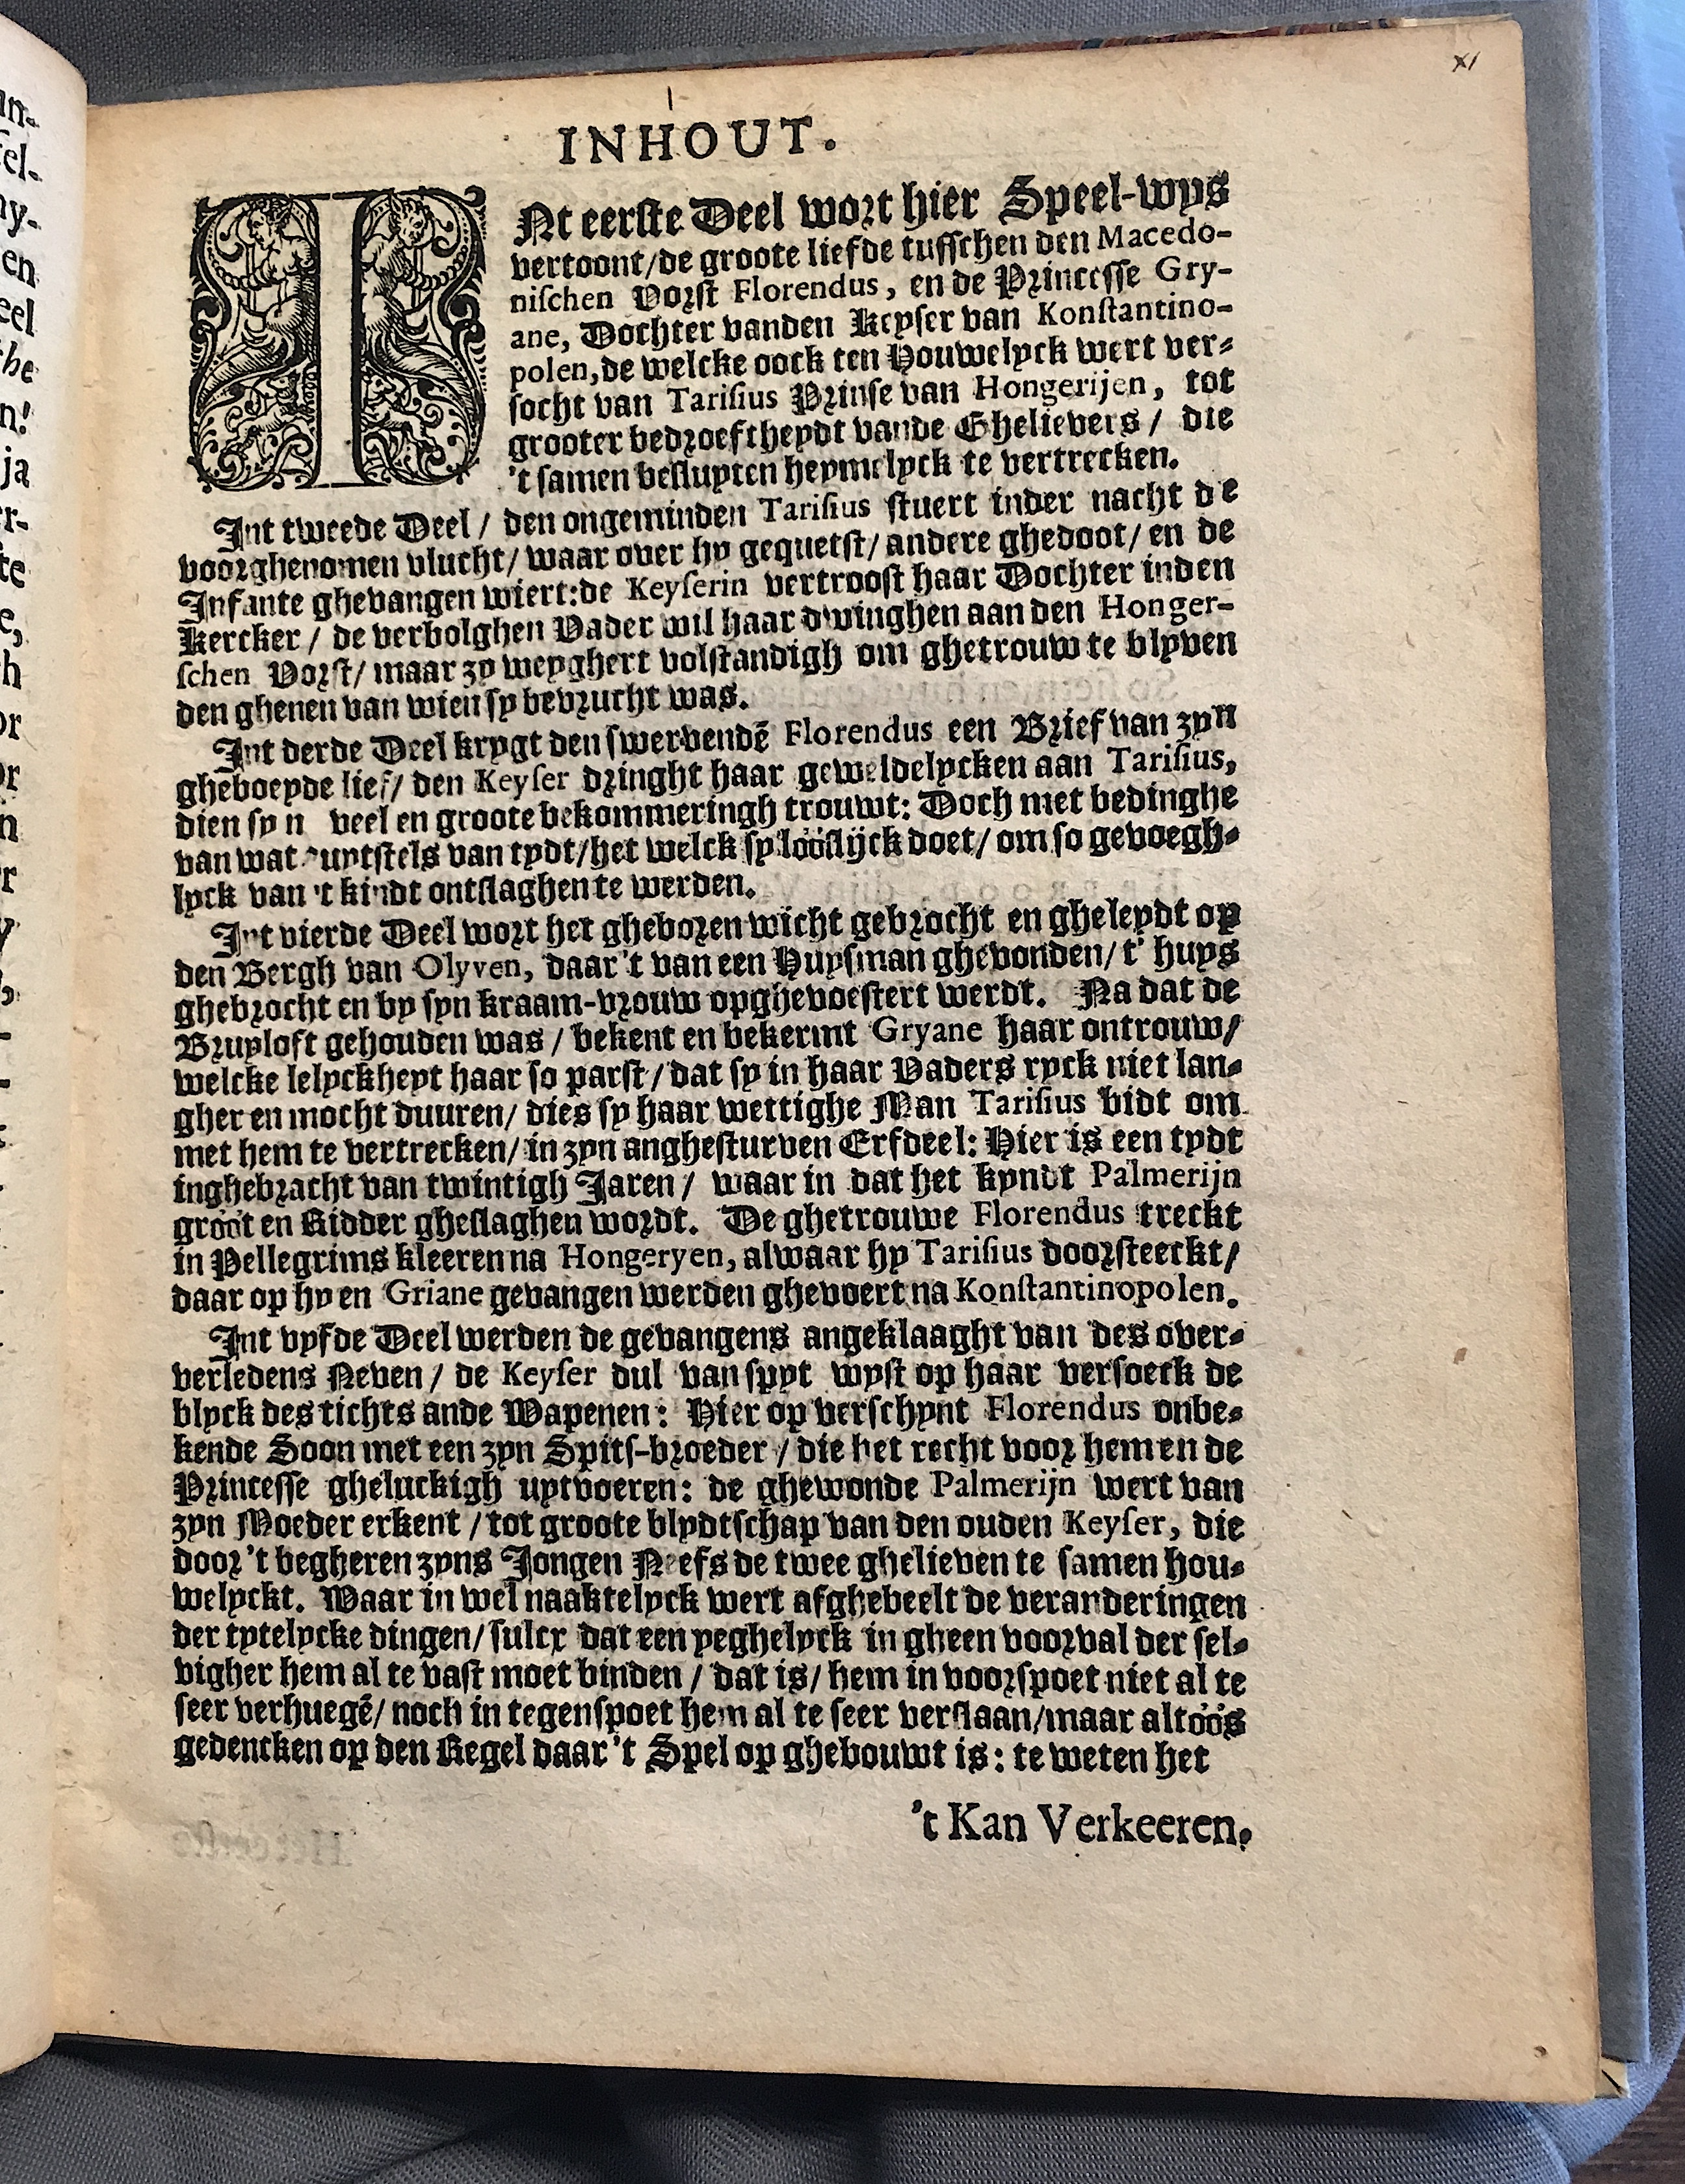 XI
INHOUT.
INt eerſte Deel wort hier Speel-wys
vertoont/de groote liefde tuſſchen den Macedo-
niſchen Vorſt Florendus, en de Princeſſe Gry-
ane, Dochter vanden Keyſer van Konſtantino-
polen, de welcke oock ten Houwelyck wert ver-
ſocht van Tariſius Prinſe van Hongerijen, tot
grooter bedroeftheydt vande Ghelievers / die
't ſamen beſluyten heymelyck te vertrecken.
Int tweede Deel / den ongeminden Tariſius ſtuert inder nacht de
voorghenomen vlucht/ waar over hy gequetſt/ andere ghedoot/ en de
Infante ghevangen wiert: de Keyſerin vertrooſt haar Dochter inden
Kercker / de verbolghen Vader wil haar dwinghen aan den Honger-
ſchen Vorſt/ maar zy weyghert volſtandigh om ghetrouw te blyven
den ghenen van wien ſy bevrucht was.
Int derde Deel krygt den ſwervendē Florendus een Brief van zyn
gheboeyde lief/ den Keyſer dringht haar geweldelycken aan Tariſius,
dien ſy n veel en groote bekommeringh trouwt: Doch met bedinghe
van wat uytſtels van tydt/ het welck ſy lööſlijck doet/ om ſo gevoegh-
lyck van 't kindt ontſlaghen te werden.
Int vierde Deel wort het gheboren wicht gebrocht en gheleydt op
den Bergh van Olyven, daar 't van een Huyſman ghevonden/ t' huys
ghebrocht en by ſyn kraam-vrouw opghevoeſtert werdt. Na dat de
Bruyloft gehouden was / bekent en bekermt Gryane haar ontrouw/
welcke lelyckheyt haar ſo parſt / dat ſy in haar Vaders ryck niet lan-
gher en mocht duuren/ dies ſy haar wettighe Man Tariſius bidt om
met hem te vertrecken/ in zyn angheſturven Erfdeel: Hier is een tydt
inghebracht van twintigh Jaren / waar in dat het kyndt Palmerijn
gröot en Ridder gheſlaghen wordt. De ghetrouwe Florendus treckt
in Pellegrims kleeren na Hongeryen, alwaar hy Tariſius doorſteeckt/
daar op hy en Griane gevangen werden ghevoert na Konſtantinopolen.
Int vyfde Deel werden de gevangens angeklaaght van des over-
verledens Neven / de Keyſer dul van ſpyt wyſt op haar verſoeck de
blyck des tichts ande Wapenen: Hier op verſchynt Florendus onbe-
kende Soon met een zyn Spitſ-broeder / die het recht voor hem en de
Princeſſe gheluckigh uytvoeren: de ghewonde Palmerijn wert van
zyn Moeder erkent / tot groote blydtſchap van den ouden Keyſer, die
door 't begheren zyns Jongen Neefs de twee ghelieven te ſamen hou-
welyckt. Waar in wel naaktelyck wert afghebeelt de veranderingen
der tytelycke dingen/ ſulcx dat een yeghelyck in gheen voorval der ſel-
vigher hem al te vaſt moet binden / dat is/ hem in voorſpoet niet al te
ſeer verhuegē/ noch in tegenſpoet hem al te ſeer verſlaan/maar altöös
gedencken op den Regel daar 't Spel op ghebouwt is: te weten het
't Kan Verkeeren.